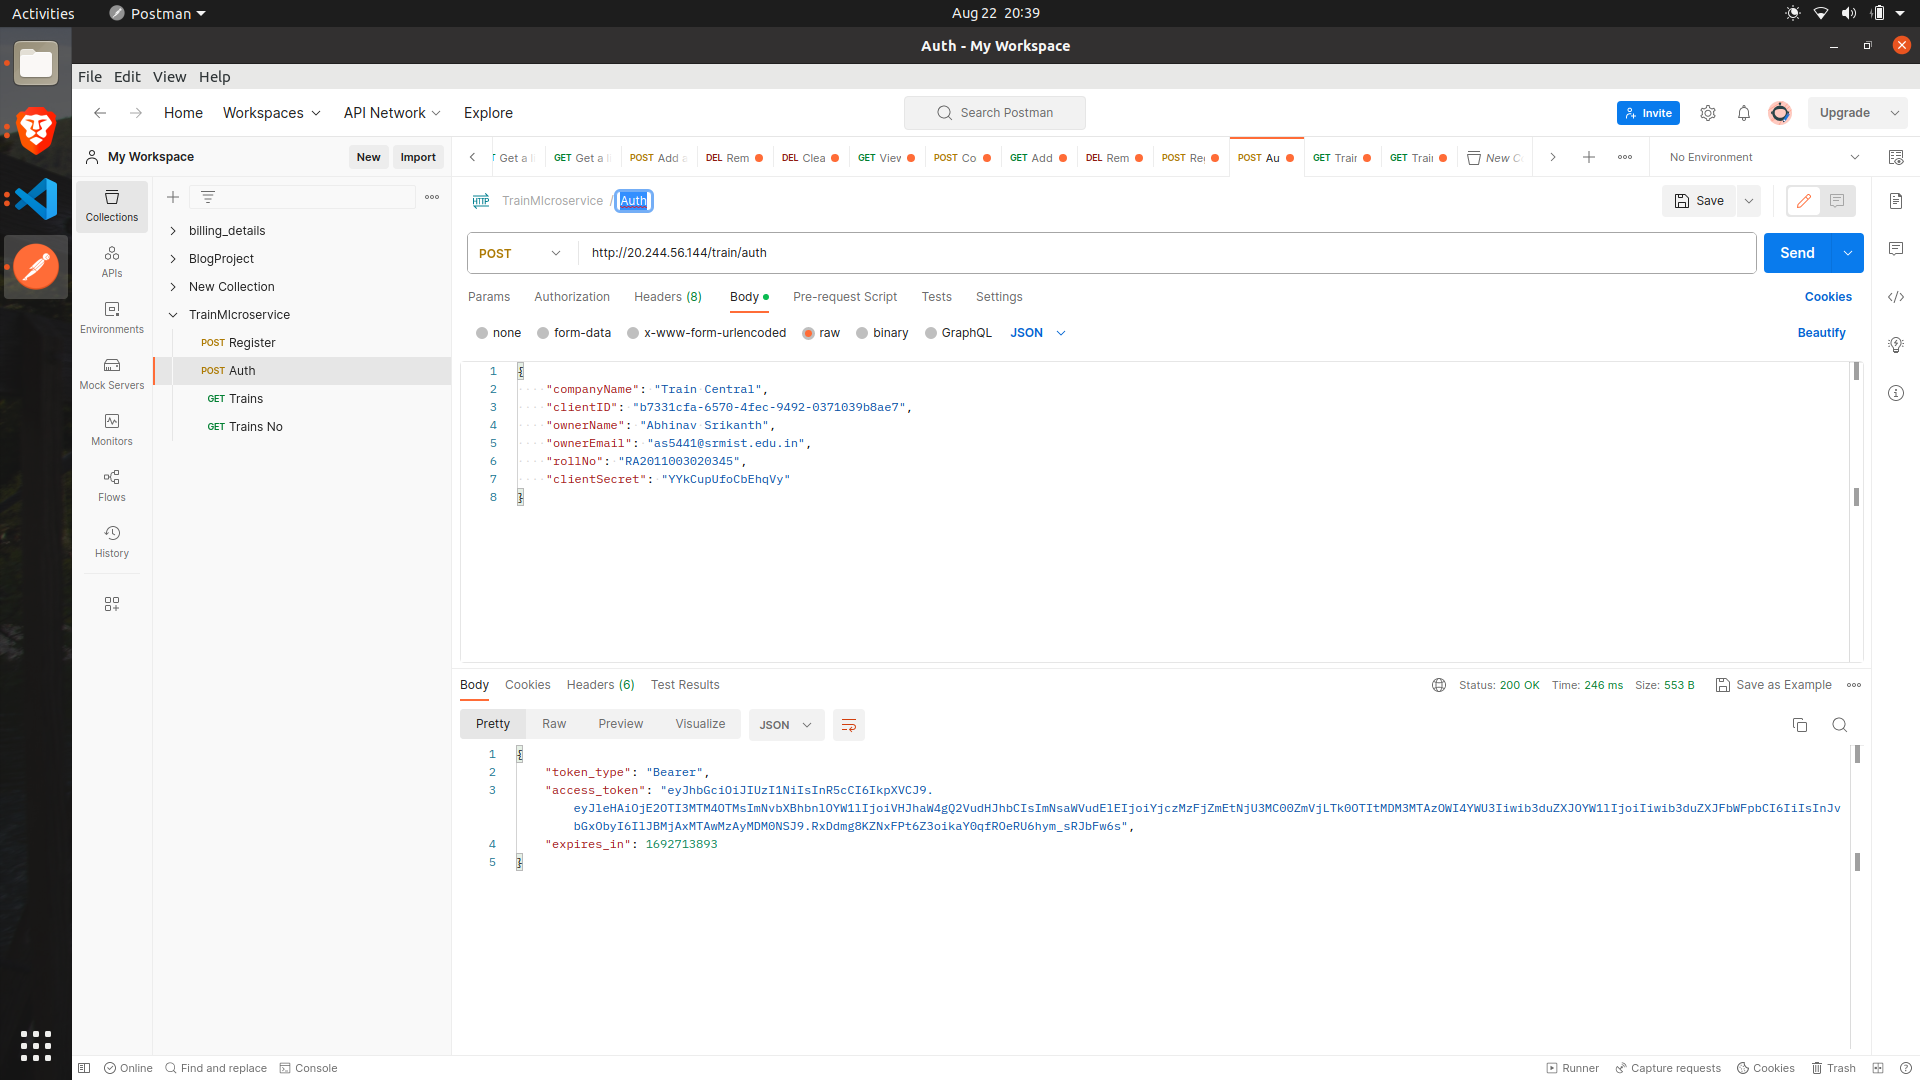 Activities
Postman
Aug 22 20:39
Auth - My Workspace
File Edit View Help
Home Workspaces API Network Explore
Search Postman
Invite
Upgrade
My Workspace
New
Import
GET Get a
POST Add
DEL Rem
DEL Clea
GET Viev
POST Co
GET Add
DEL Rem
POST Re
POST Au
GET Trair
GET Trai
New C
No Environment
Collections
APIs
Environments
Mock Servers
Monitors
Flows
History
billing_details
BlogProject
New Collection
TrainMIcroservice
POST Register
POST Auth
GET Trains
GET Trains No
HTTP TrainMIcroservice / Auth
Save
POST http://20.244.56.144/train/auth
Send
Params Authorization Headers (8) Body Pre-request Script Tests Settings
Cookies
none form-data x-www-form-urlencoded raw binary GraphQL JSON
Beautify
1 {
2 "companyName": "Train Central",
3 "clientID": "b7331cfa-6570-4fec-9492-0371039b8ae7",
4 "ownerName": "Abhinav Srikanth",
5 "ownerEmail": "as5441@srmist.edu.in",
6 "rollNo": "RA2011003020345",
7 "clientSecret": "YYkCupUfoCbEhqVy"
8 }
Body Cookies Headers (6) Test Results
Status: 200 OK Time: 246 ms Size: 553 B
Save as Example
Pretty Raw Preview Visualize JSON
1 {
2 "token_type": "Bearer",
3 "access_token": "eyJhbGciOiJIUzI1NiIsInR5cCI6IkpXVCJ9.
eyJleHAiOjE2OTI3MTM4OTMsImNvbXBhbnlOYW1lIjoiVHJhaW4gQ2VudHJhbCIsImNsaWVudElEIjoiYjczMzFjZmEtNjU3MC00ZmVjLTk0OTItMDM3MTAzOWI4YWU3Iiwib3duZXJOYW1lIjoiIiwib3duZXJFbWFpbCI6IiIsInJv
bGxObyI6IlJBMjAxMTAwMzAyMDM0NSJ9.RxDdmg8KZNxFPt6Z3oikaY0qfROeRU6hym_sRJbFw6s",
4 "expires_in": 1692713893
5 }
Online
Find and replace
Console
Runner
Capture requests
Cookies
Trash